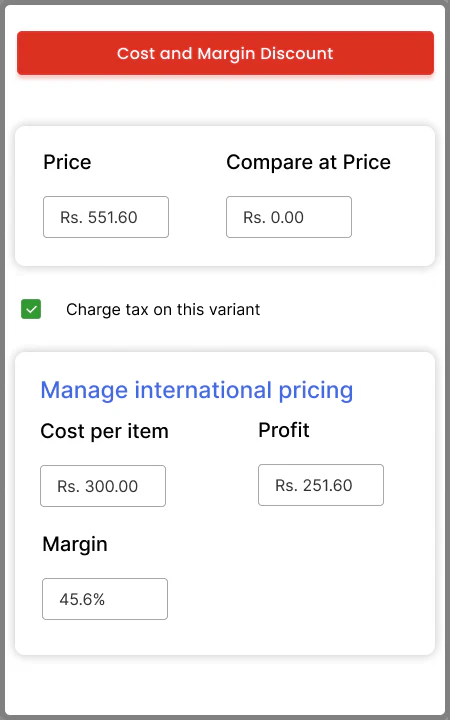 Cost and Margin Discount
Price
Compare at Price
Rs. 551.60
Rs. 0.00
Charge tax on this variant
Manage international pricing
Cost per item
Profit
Rs. 300.00
Rs. 251.60
Margin
45.6%